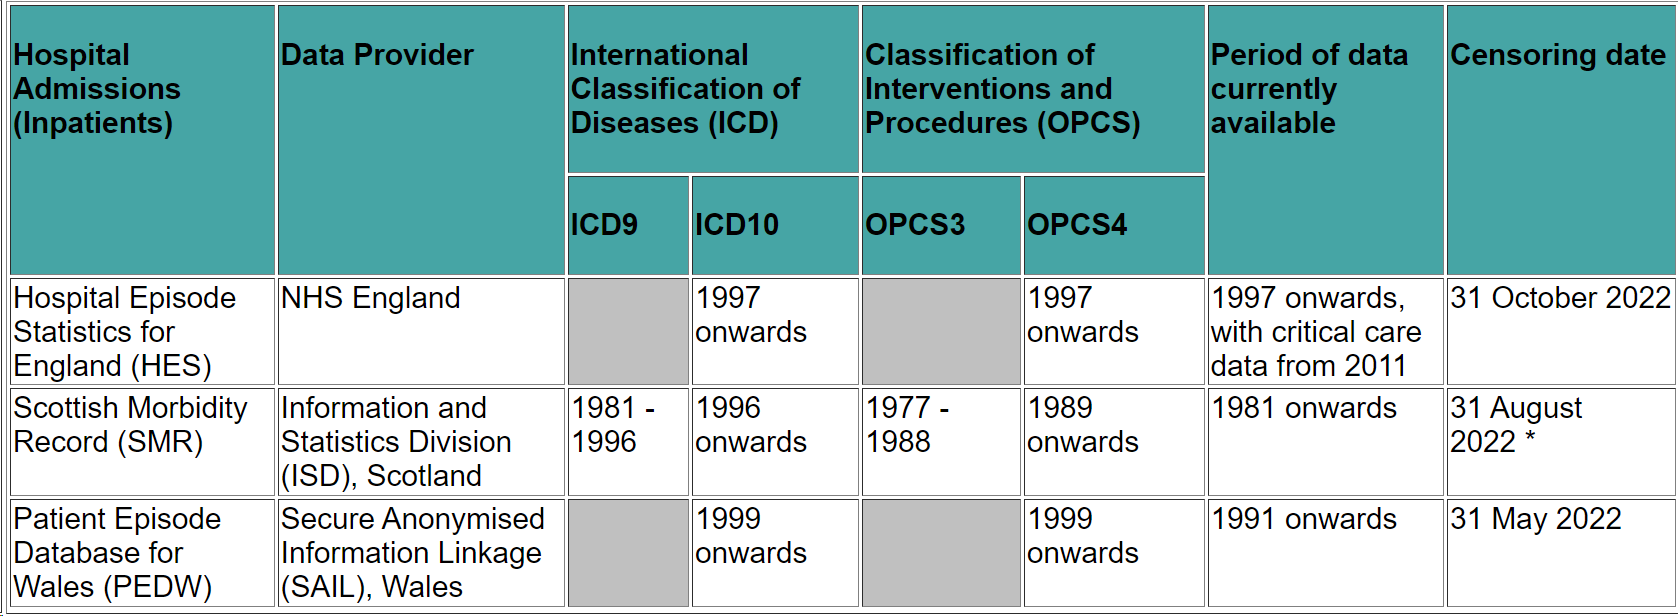 Hospital
Admissions
(Inpatients)
Data Provider
International
Classification of
Diseases (ICD)
Classification of
Interventions and
Procedures (OPCS)
Period of data
currently
available
Censoring date
ICD9
ICD10
OPCS3
OPCS4
Hospital Episode
Statistics for
England (HES)
NHS England
1997
onwards
1997
onwards
1997 onwards,
with critical care
data from 2011
31 October 2022
Scottish Morbidity
Record (SMR)
Information and
Statistics Division
(ISD), Scotland
1981 -
1996
1996
onwards
1977 -
1988
1989
onwards
1981 onwards
31 August
2022 *
Patient Episode
Database for
Wales (PEDW)
Secure Anonymised
Information Linkage
(SAIL), Wales
1999
onwards
1999
onwards
1991 onwards
31 May 2022